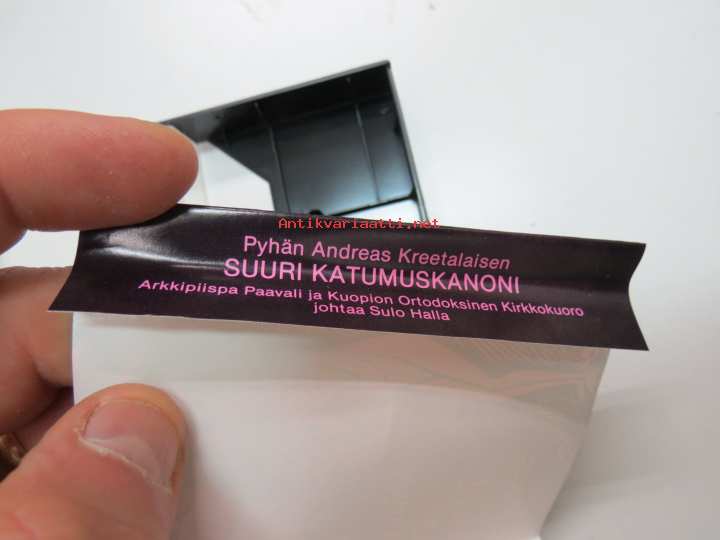 Antikvariaatti.net
Pyhän Andreas Kreetalaisen
SUURI KATUMUSKANONI
Arkkipiispa Paavali ja Kuopion Ortodoksinen Kirkkokuoro
johtaa Sulo Halla